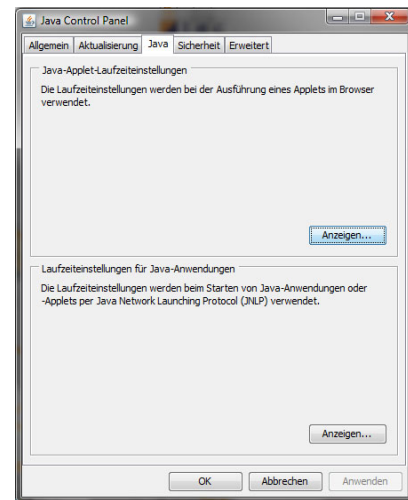 Java Control Panel
Allgemein Aktualisierung Java Sicherheit Erweitert
Java-Applet-Laufzeiteinstellungen
Die Laufzeiteinstellungen werden bei der Ausführung eines Applets im Browser
verwendet.
Anzeigen...
Laufzeiteinstellungen für Java-Anwendungen
Die Laufzeiteinstellungen werden beim Starten von Java-Anwendungen oder
-Applets per Java Network Launching Protocol (JNLP) verwendet.
Anzeigen...
OK Abbrechen Anwenden